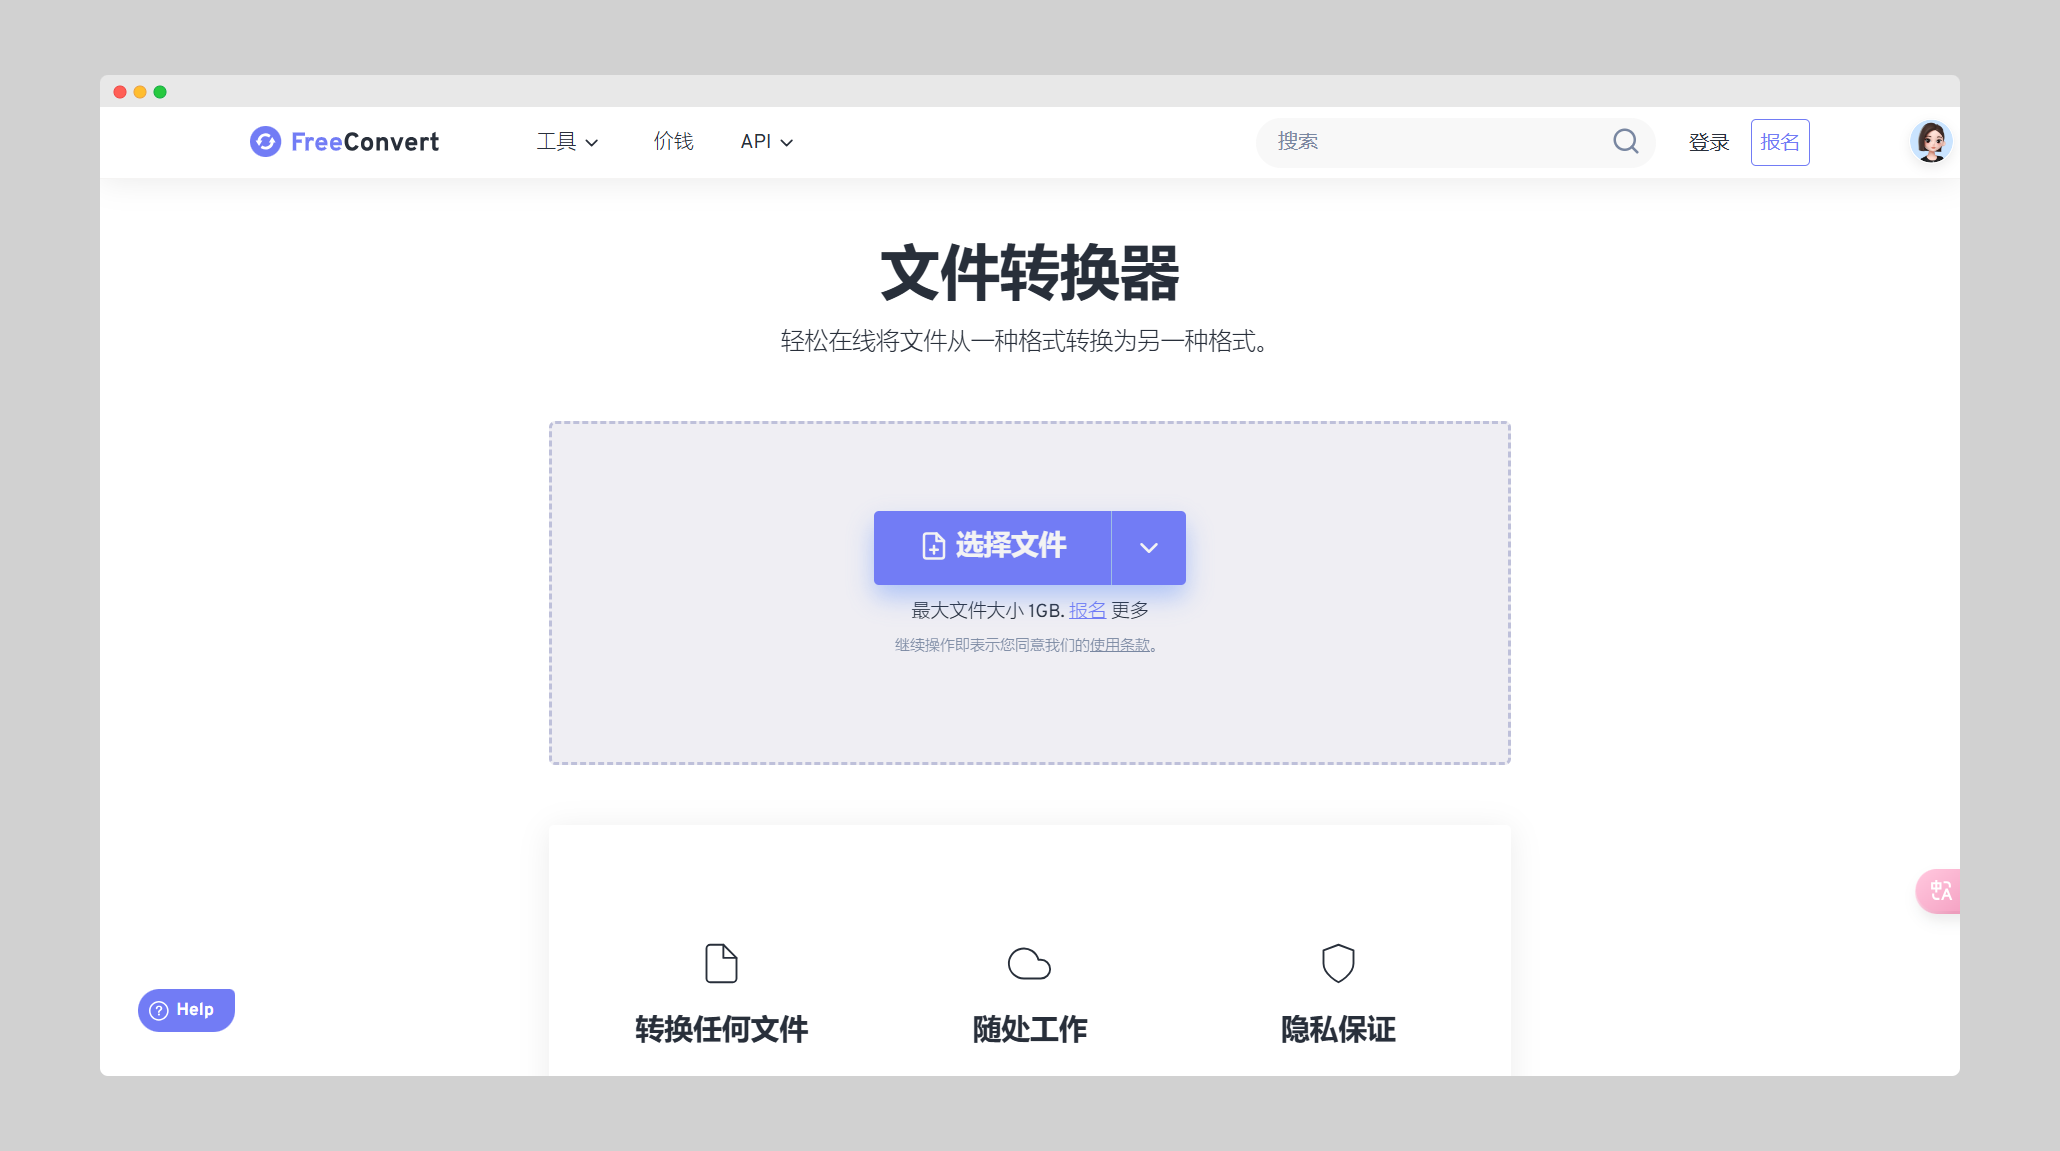 FreeConvert 工具 价钱 API 搜索 登录 报名
文件转换器
轻松在线将文件从一种格式转换为另一种格式。
选择文件
最大文件大小 1GB. 报名 更多
继续操作即表示您同意我们的使用条款。
中 A
转换任何文件 随处工作 隐私保证
? Help